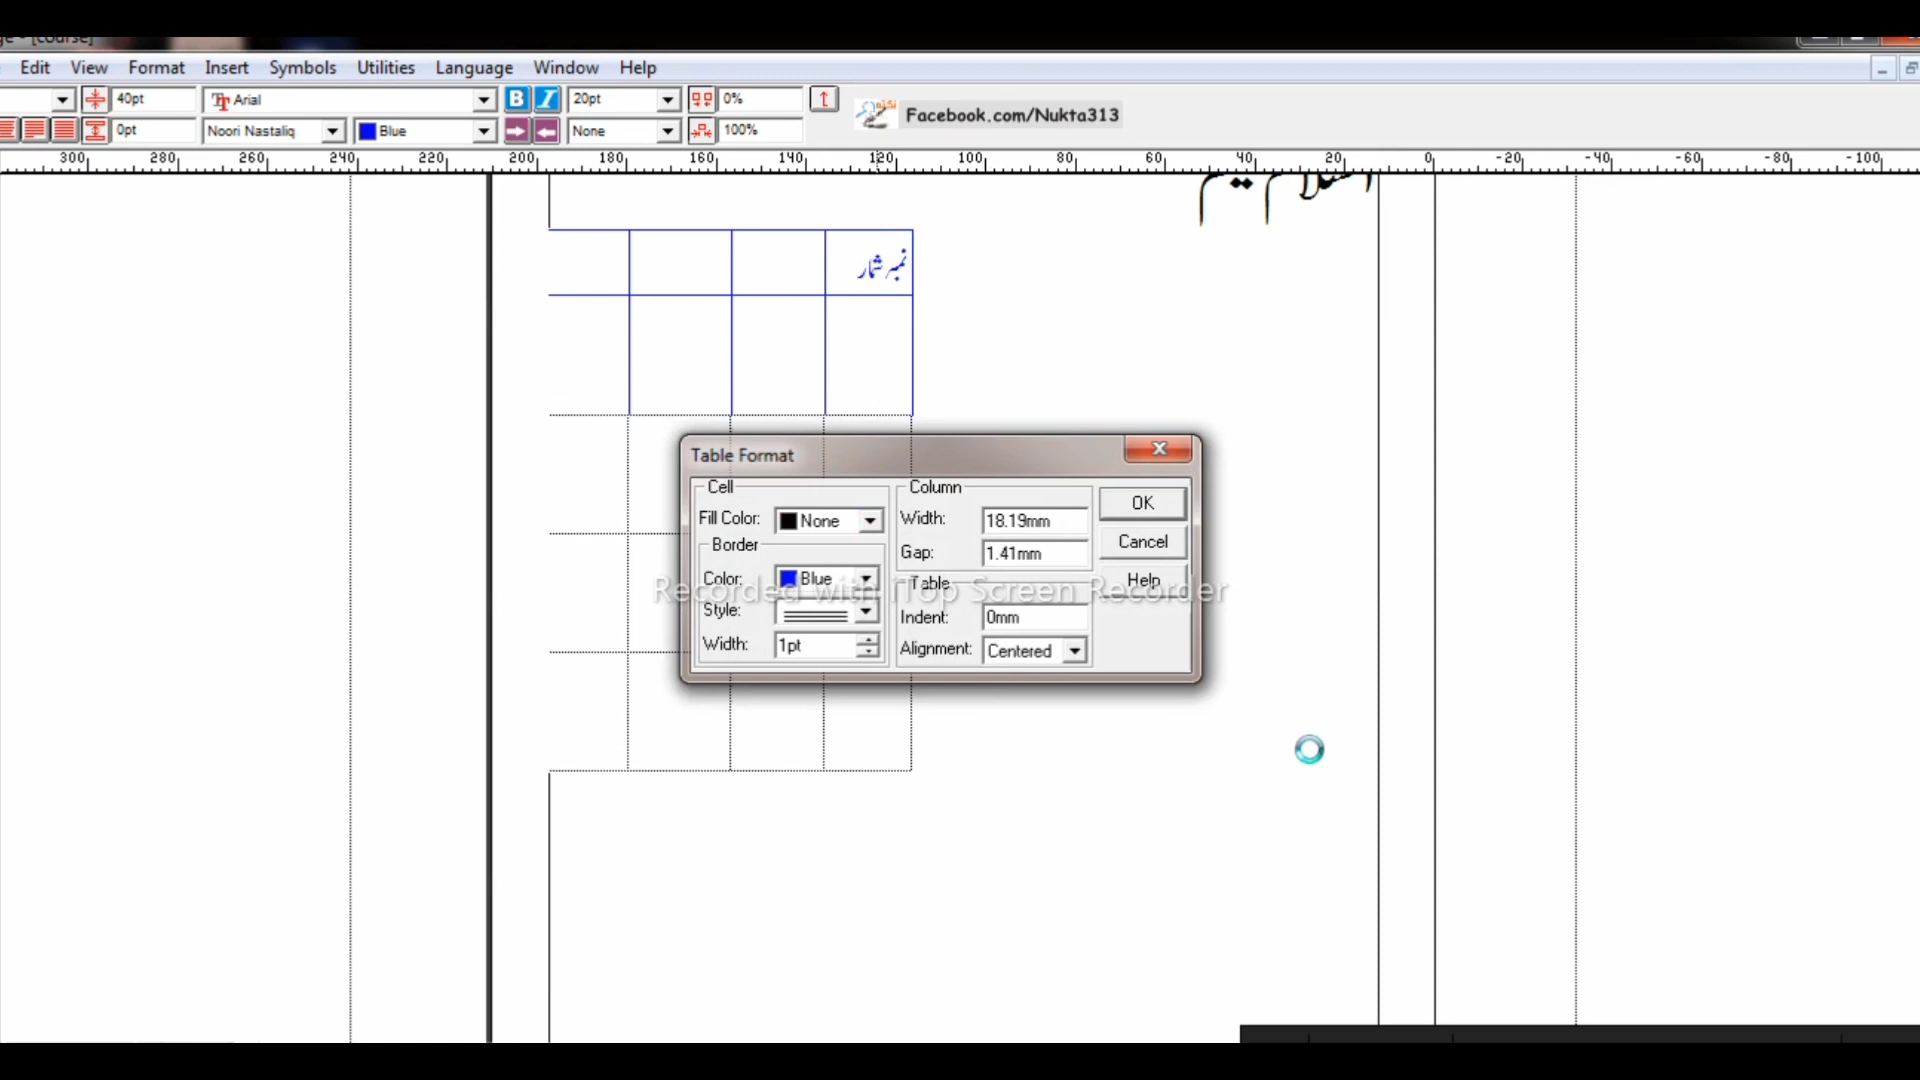 [course]
Edit View Format Insert Symbols Utilities Language Window Help
40pt Arial B I 20pt 0%
Facebook.com/Nukta313
0pt Noori Nastaliq Blue None 100%
300 280 260 240 220 200 180 160 140 120 100 80 60 40 20 0 -20 -40 -60 -80 -100
نمبر شمار
Table Format
Cell
Fill Color: None
Border
Color: Blue
Style:
Width: 1pt
Column
Width: 18.19mm
Gap: 1.41mm
Table
Indent: 0mm
Alignment: Centered
OK
Cancel
Help
Recorded with iTop Screen Recorder